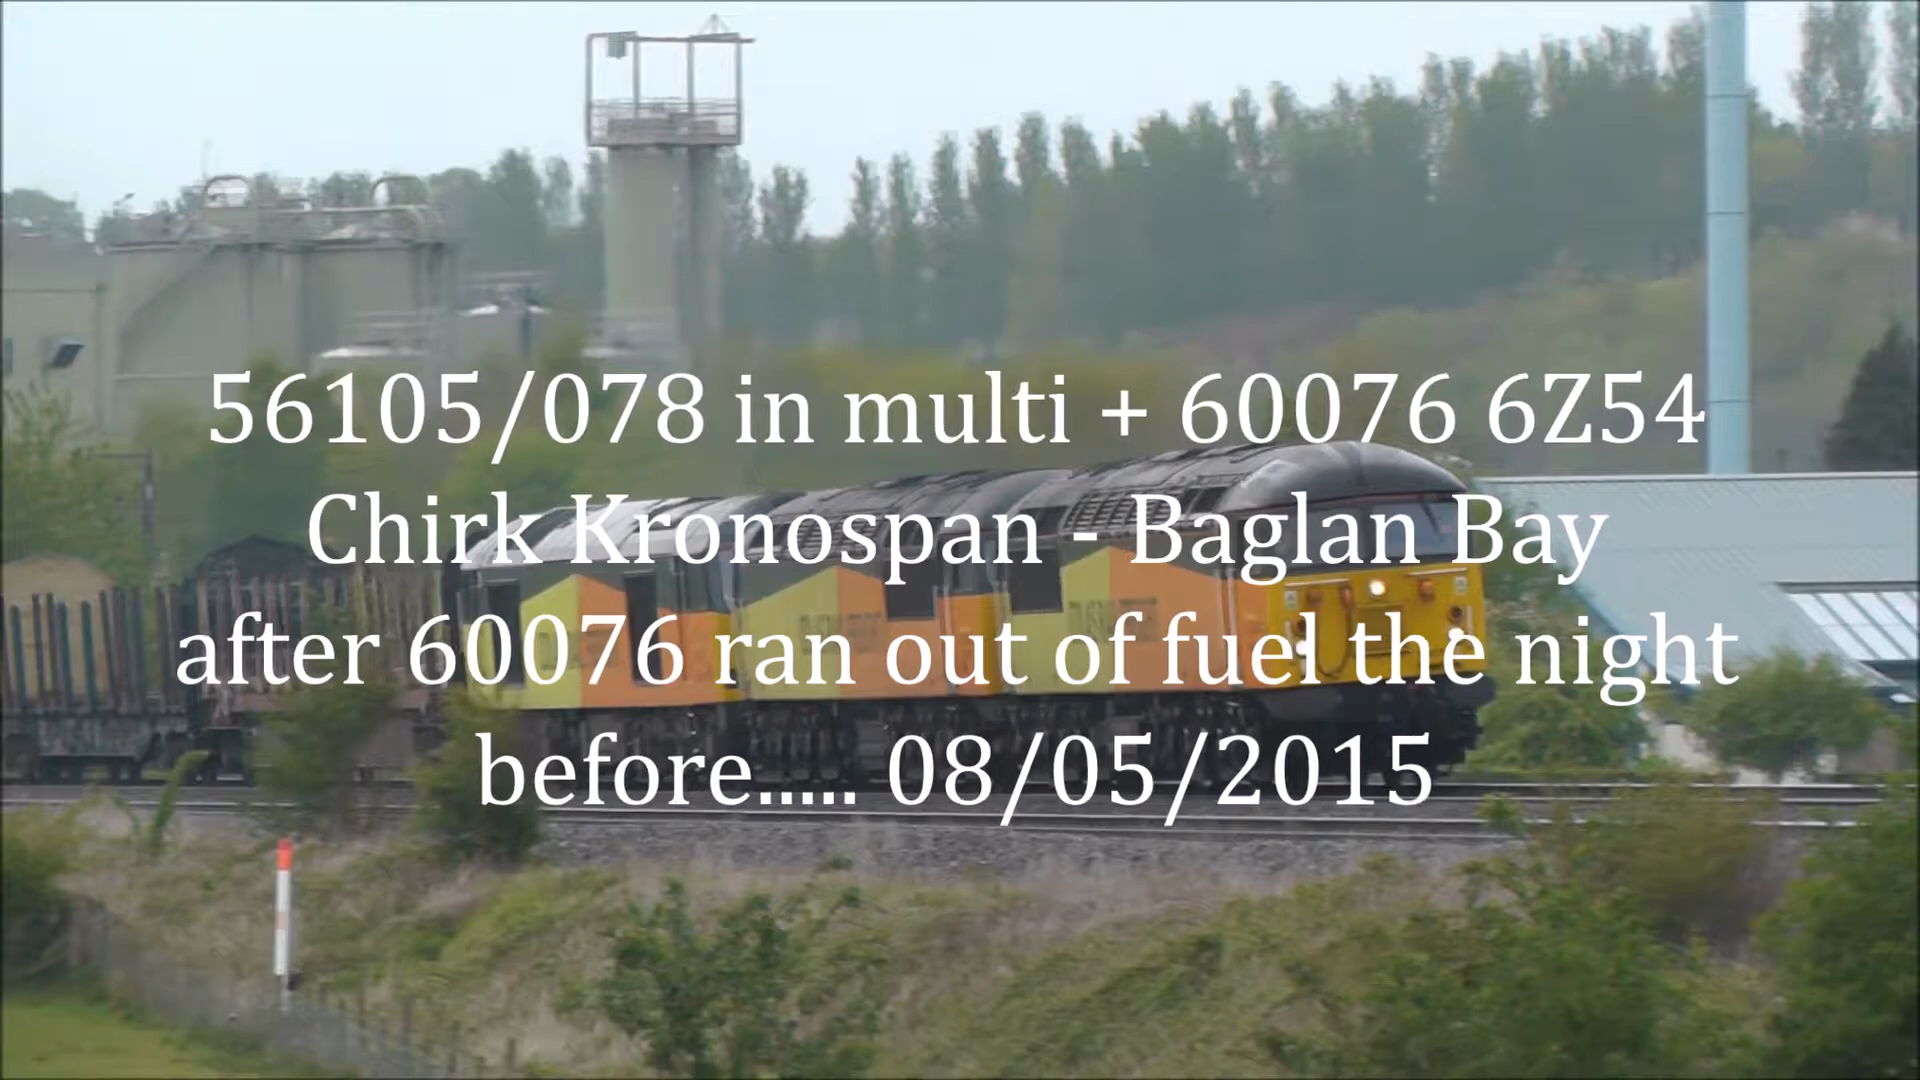 56105/078 in multi + 60076 6Z54
Chirk Kronospan - Baglan Bay
after 60076 ran out of fuel the night
before..... 08/05/2015